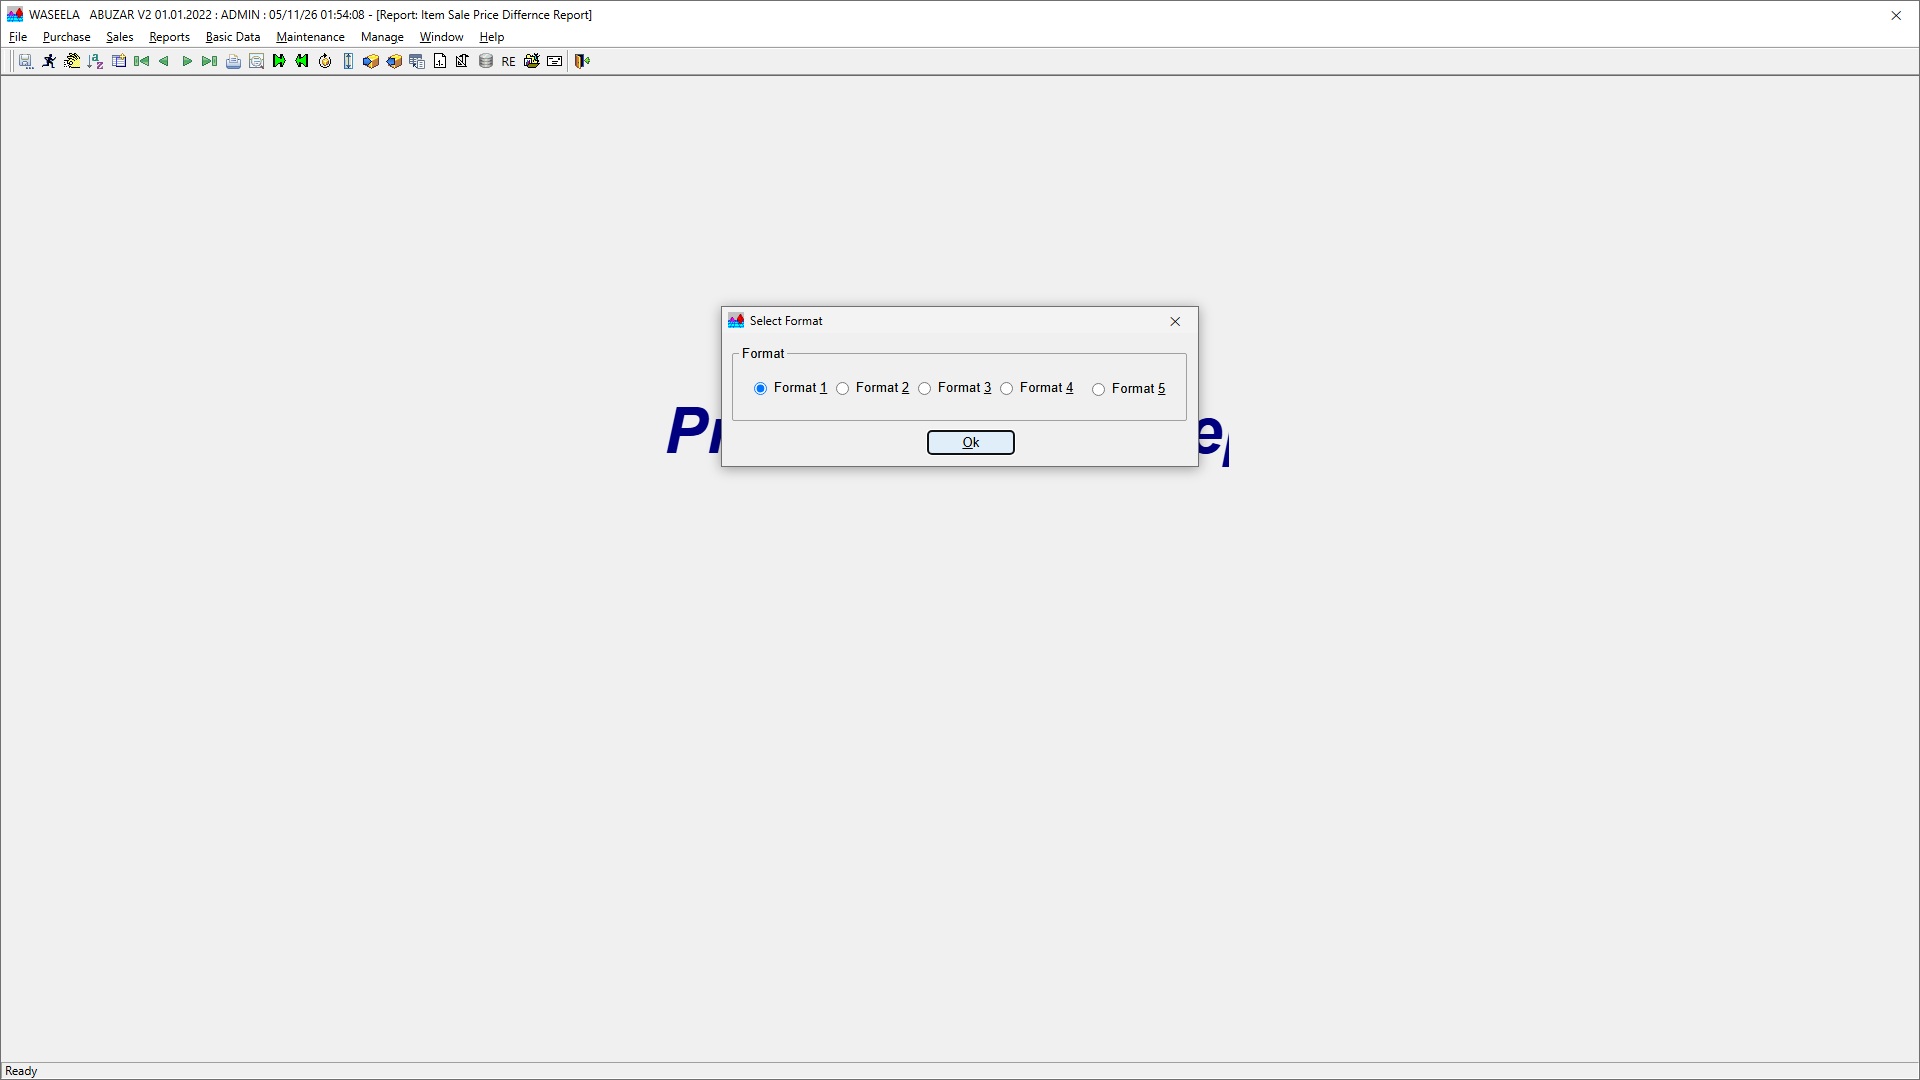 WASEELA   ABUZAR V2 01.01.2022 : ADMIN : 05/11/26 01:54:08 - [Report: Item Sale Price Differnce Report]
File Purchase Sales Reports Basic Data Maintenance Manage Window Help
RE
Select Format
Format
Format 1 Format 2 Format 3 Format 4 Format 5
Ok
Ready